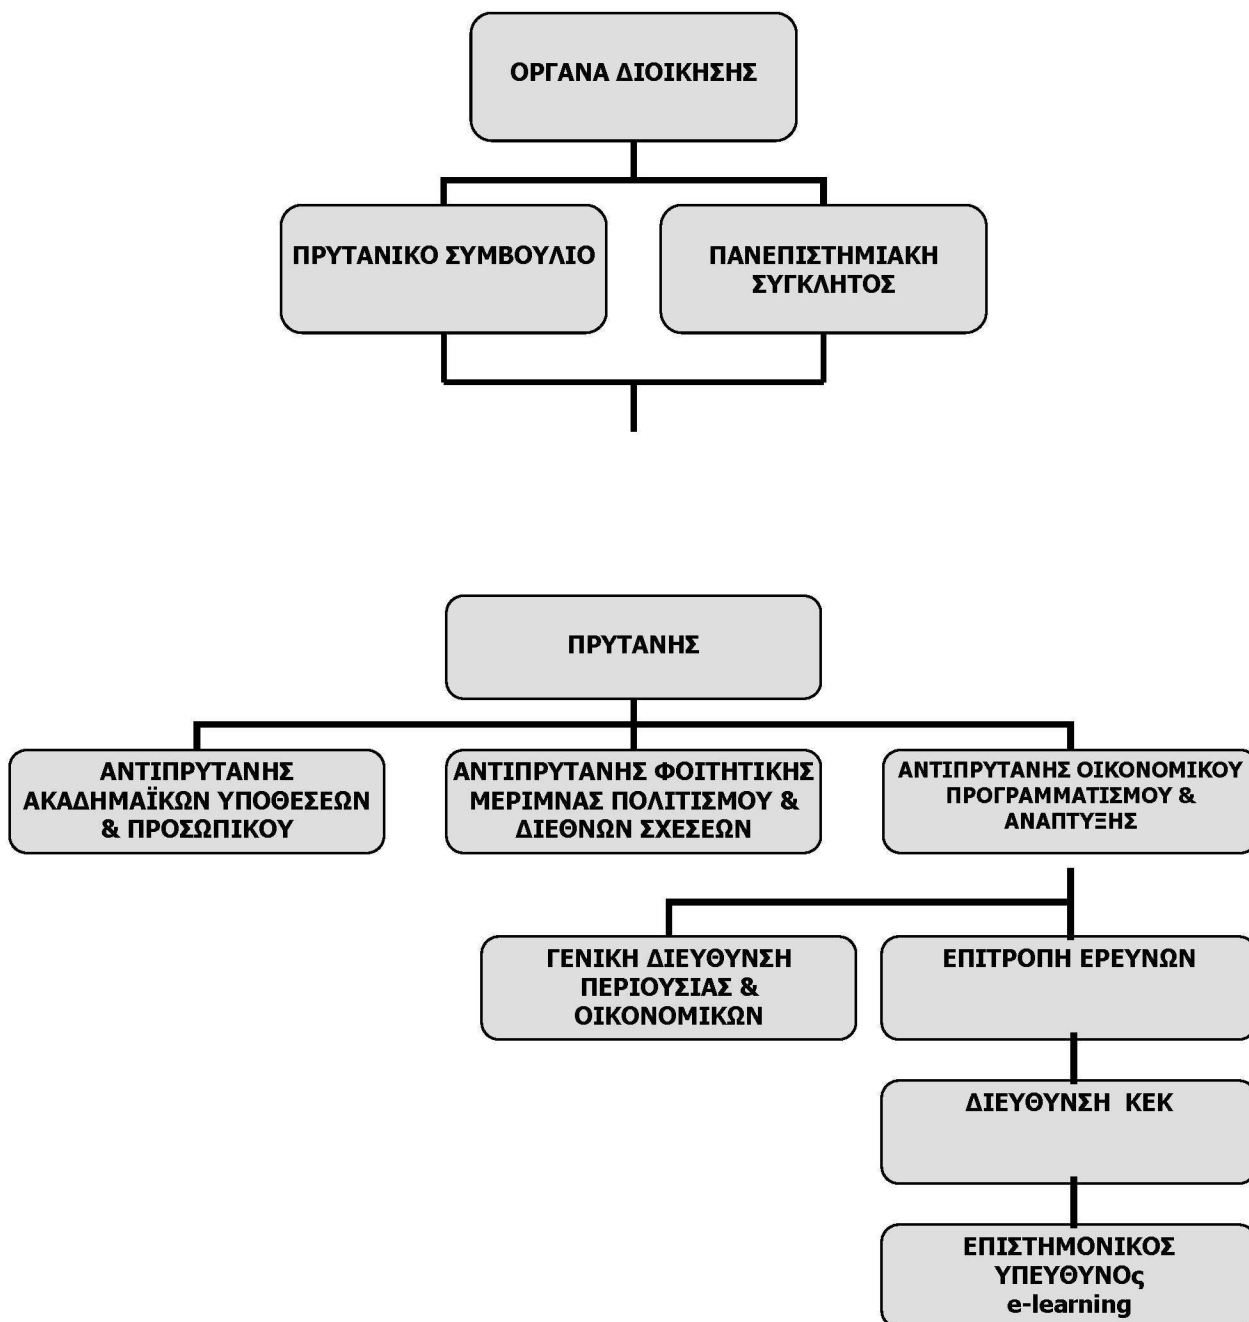 ΟΡΓΑΝΑ ΔΙΟΙΚΗΣΗΣ
ΠΡΥΤΑΝΙΚΟ ΣΥΜΒΟΥΛΙΟ
ΠΑΝΕΠΙΣΤΗΜΙΑΚΗ
ΣΥΓΚΛΗΤΟΣ
ΠΡΥΤΑΝΗΣ
ΑΝΤΙΠΡΥΤΑΝΗΣ
ΑΚΑΔΗΜΑΪΚΩΝ ΥΠΟΘΕΣΕΩΝ
& ΠΡΟΣΩΠΙΚΟΥ
ΑΝΤΙΠΡΥΤΑΝΗΣ ΦΟΙΤΗΤΙΚΗΣ
ΜΕΡΙΜΝΑΣ ΠΟΛΙΤΙΣΜΟΥ &
ΔΙΕΘΝΩΝ ΣΧΕΣΕΩΝ
ΑΝΤΙΠΡΥΤΑΝΗΣ ΟΙΚΟΝΟΜΙΚΟΥ
ΠΡΟΓΡΑΜΜΑΤΙΣΜΟΥ &
ΑΝΑΠΤΥΞΗΣ
ΓΕΝΙΚΗ ΔΙΕΥΘΥΝΣΗ
ΠΕΡΙΟΥΣΙΑΣ &
ΟΙΚΟΝΟΜΙΚΩΝ
ΕΠΙΤΡΟΠΗ ΕΡΕΥΝΩΝ
ΔΙΕΥΘΥΝΣΗ  ΚΕΚ
ΕΠΙΣΤΗΜΟΝΙΚΟΣ
ΥΠΕΥΘΥΝΟς
e-learning